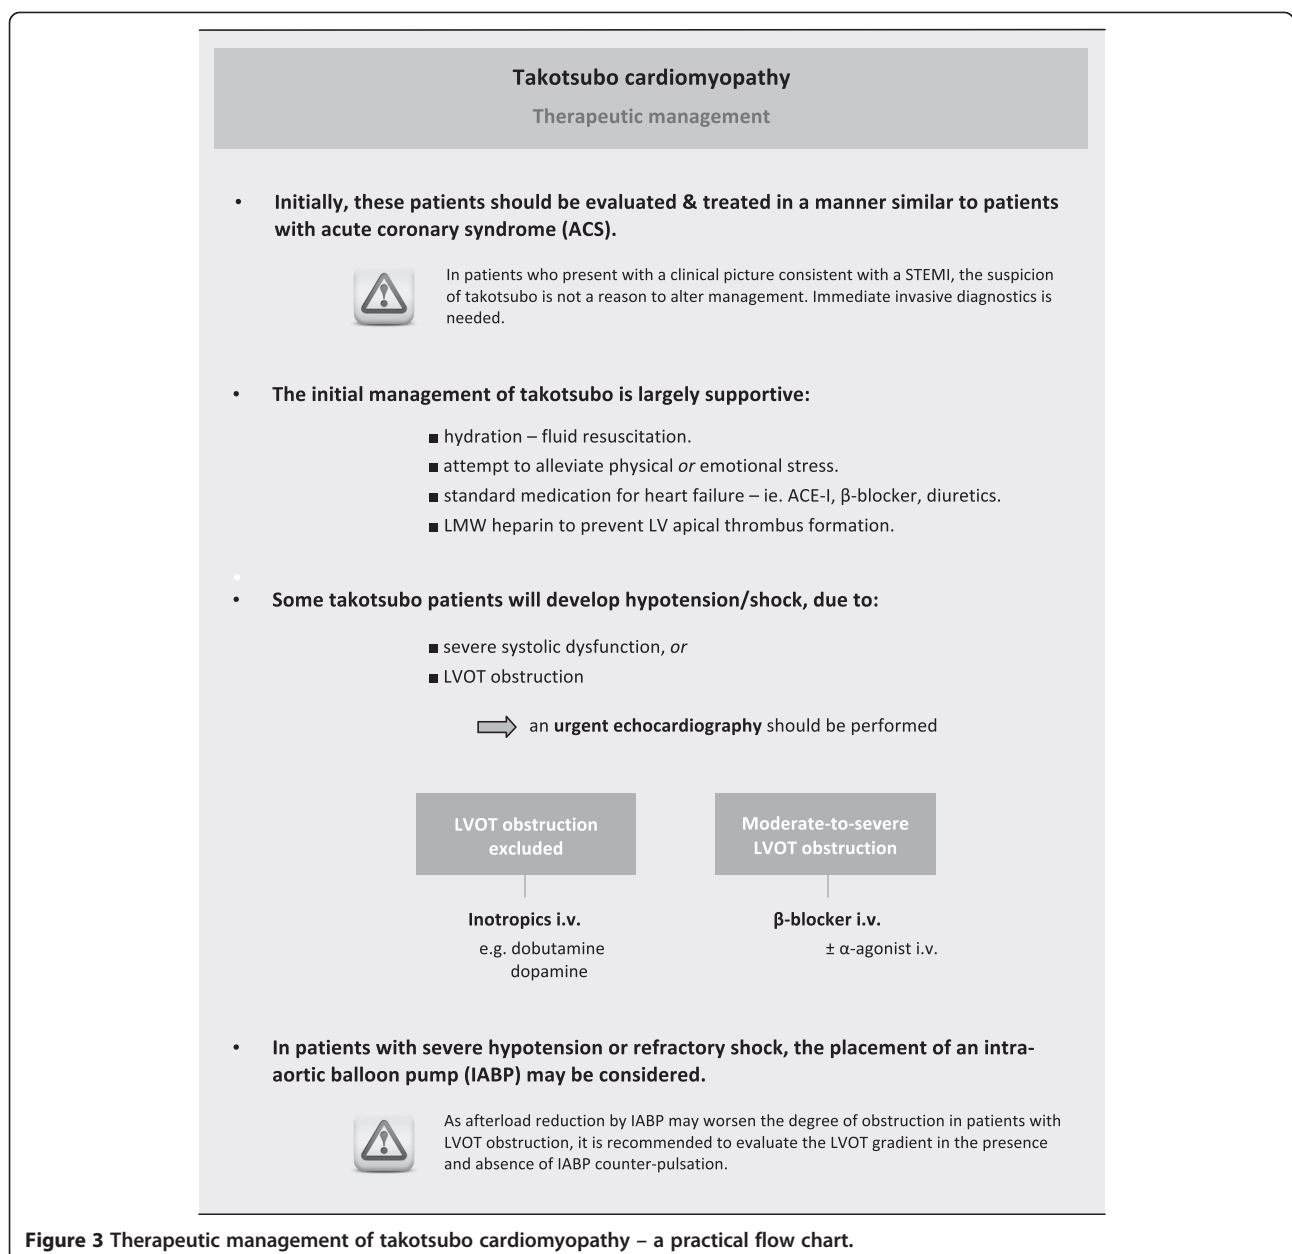 Takotsubo cardiomyopathy
Therapeutic management
• Initially, these patients should be evaluated & treated in a manner similar to patients
with acute coronary syndrome (ACS).
In patients who present with a clinical picture consistent with a STEMI, the suspicion
of takotsubo is not a reason to alter management. Immediate invasive diagnostics is
needed.
• The initial management of takotsubo is largely supportive:
■ hydration – fluid resuscitation.
■ attempt to alleviate physical or emotional stress.
■ standard medication for heart failure – ie. ACE-I, β-blocker, diuretics.
■ LMW heparin to prevent LV apical thrombus formation.
• Some takotsubo patients will develop hypotension/shock, due to:
■ severe systolic dysfunction, or
■ LVOT obstruction
an urgent echocardiography should be performed
LVOT obstruction
excluded
Inotropics i.v.
e.g. dobutamine
dopamine
Moderate-to-severe
LVOT obstruction
β-blocker i.v.
± α-agonist i.v.
• In patients with severe hypotension or refractory shock, the placement of an intra-
aortic balloon pump (IABP) may be considered.
As afterload reduction by IABP may worsen the degree of obstruction in patients with
LVOT obstruction, it is recommended to evaluate the LVOT gradient in the presence
and absence of IABP counter-pulsation.
Figure 3 Therapeutic management of takotsubo cardiomyopathy – a practical flow chart.